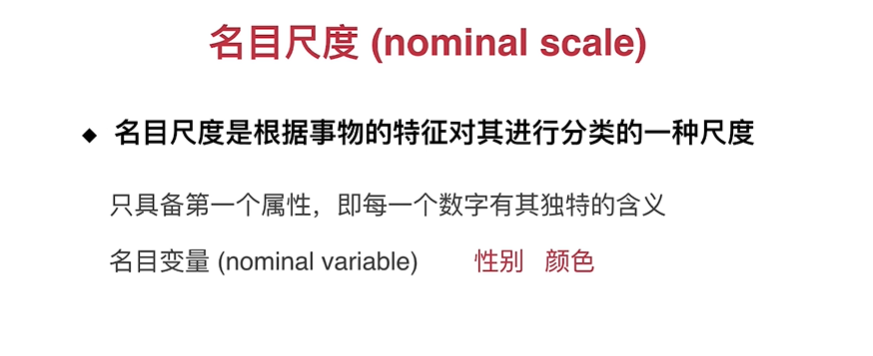 名目尺度 (nominal scale)
◆ 名目尺度是根据事物的特征对其进行分类的一种尺度
只具备第一个属性，即每一个数字有其独特的含义
名目变量 (nominal variable) 性别 颜色